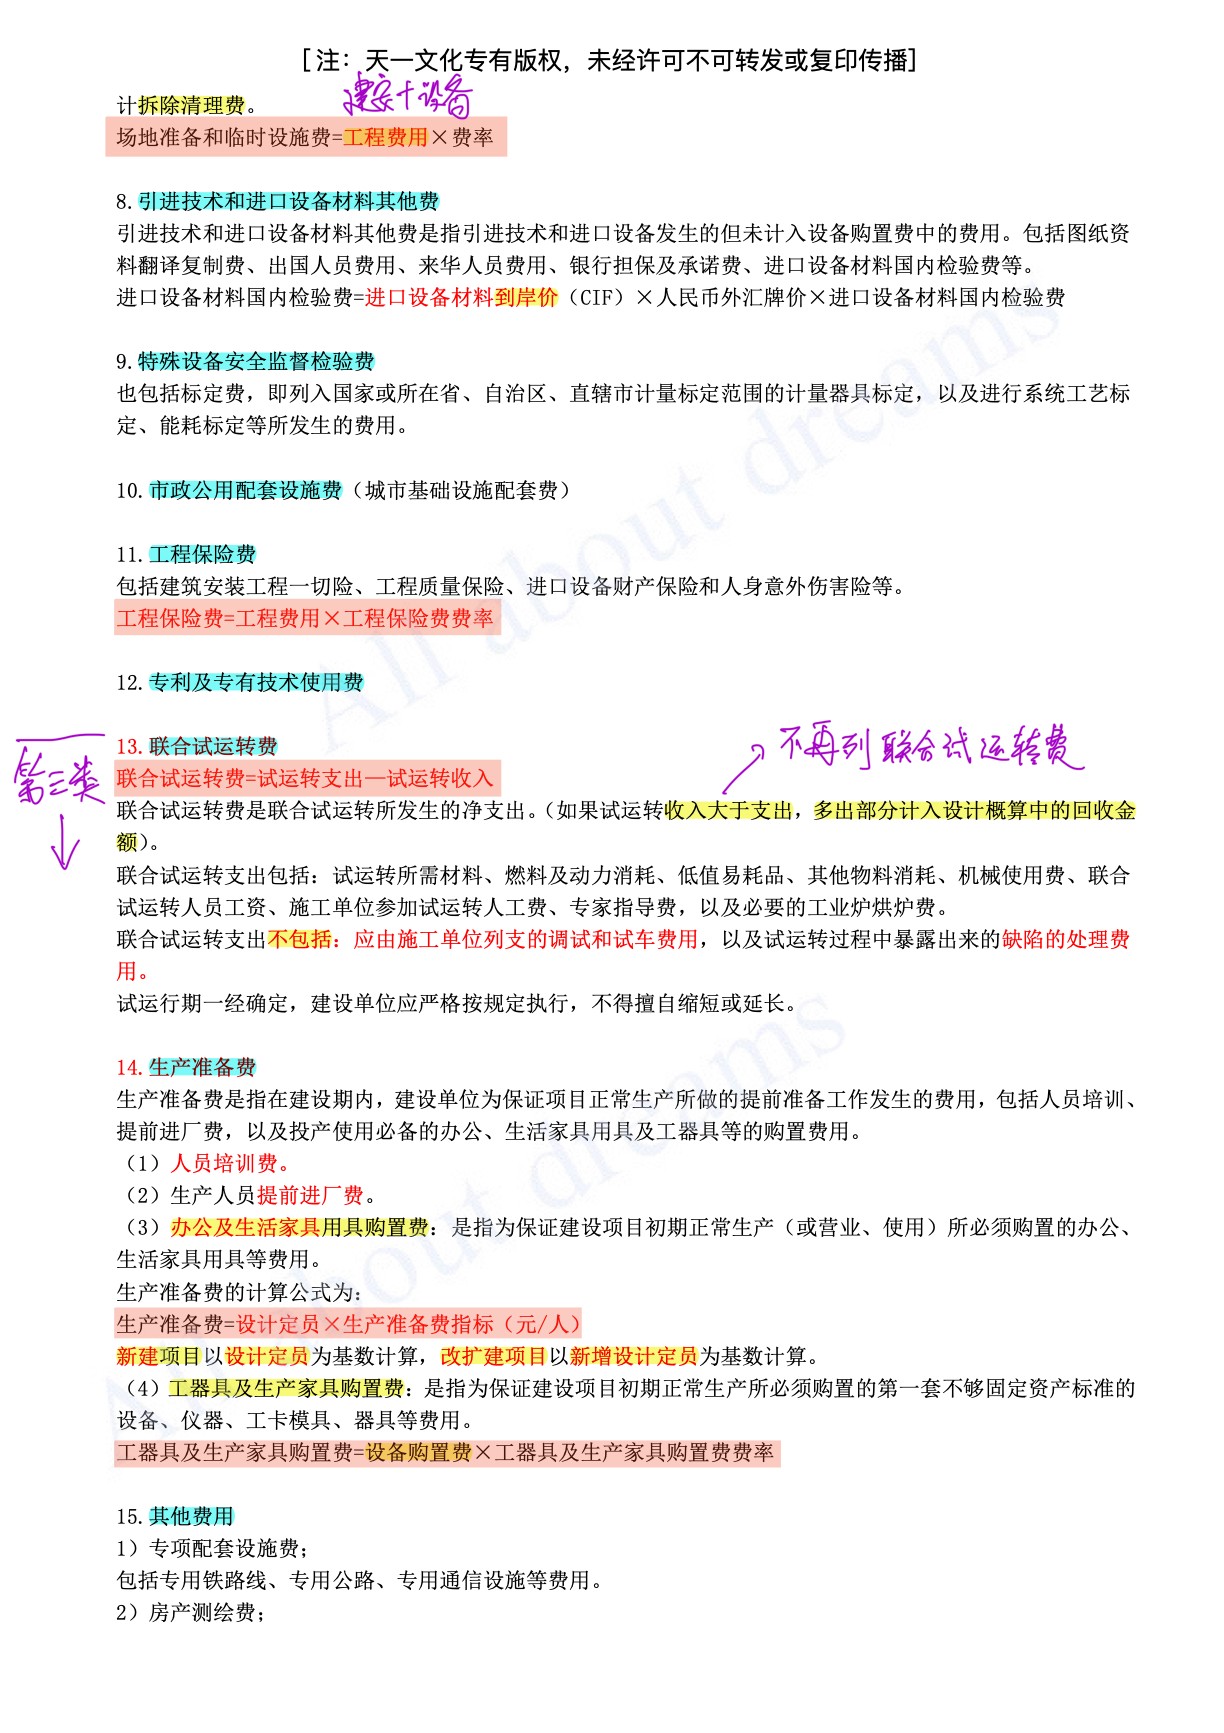 [注：天一文化专有版权，未经许可不可转发或复印传播]
建安+设备
计拆除清理费。
场地准备和临时设施费=工程费用×费率
8.引进技术和进口设备材料其他费
引进技术和进口设备材料其他费是指引进技术和进口设备发生的但未计入设备购置费中的费用。包括图纸资
料翻译复制费、出国人员费用、来华人员费用、银行担保及承诺费、进口设备材料国内检验费等。
进口设备材料国内检验费=进口设备材料到岸价（CIF）×人民币外汇牌价×进口设备材料国内检验费
9.特殊设备安全监督检验费
也包括标定费，即列入国家或所在省、自治区、直辖市计量标定范围的计量器具标定，以及进行系统工艺标
定、能耗标定等所发生的费用。
10.市政公用配套设施费（城市基础设施配套费）
11.工程保险费
包括建筑安装工程一切险、工程质量保险、进口设备财产保险和人身意外伤害险等。
工程保险费=工程费用×工程保险费费率
12.专利及专有技术使用费
第三类
不再列联合试运转费
13.联合试运转费
联合试运转费=试运转支出—试运转收入
联合试运转费是联合试运转所发生的净支出。（如果试运转收入大于支出，多出部分计入设计概算中的回收金
额）。
联合试运转支出包括：试运转所需材料、燃料及动力消耗、低值易耗品、其他物料消耗、机械使用费、联合
试运转人员工资、施工单位参加试运转人工费、专家指导费，以及必要的工业炉烘炉费。
联合试运转支出不包括：应由施工单位列支的调试和试车费用，以及试运转过程中暴露出来的缺陷的处理费
用。
试运行期一经确定，建设单位应严格按规定执行，不得擅自缩短或延长。
14.生产准备费
生产准备费是指在建设期内，建设单位为保证项目正常生产所做的提前准备工作发生的费用，包括人员培训、
提前进厂费，以及投产使用必备的办公、生活家具用具及工器具等的购置费用。
（1）人员培训费。
（2）生产人员提前进厂费。
（3）办公及生活家具用具购置费：是指为保证建设项目初期正常生产（或营业、使用）所必须购置的办公、
生活家具用具等费用。
生产准备费的计算公式为：
生产准备费=设计定员×生产准备费指标（元/人）
新建项目以设计定员为基数计算，改扩建项目以新增设计定员为基数计算。
（4）工器具及生产家具购置费：是指为保证建设项目初期正常生产所必须购置的第一套不够固定资产标准的
设备、仪器、工卡模具、器具等费用。
工器具及生产家具购置费=设备购置费×工器具及生产家具购置费费率
15.其他费用
1）专项配套设施费；
包括专用铁路线、专用公路、专用通信设施等费用。
2）房产测绘费；
All about dreams
All about dreams